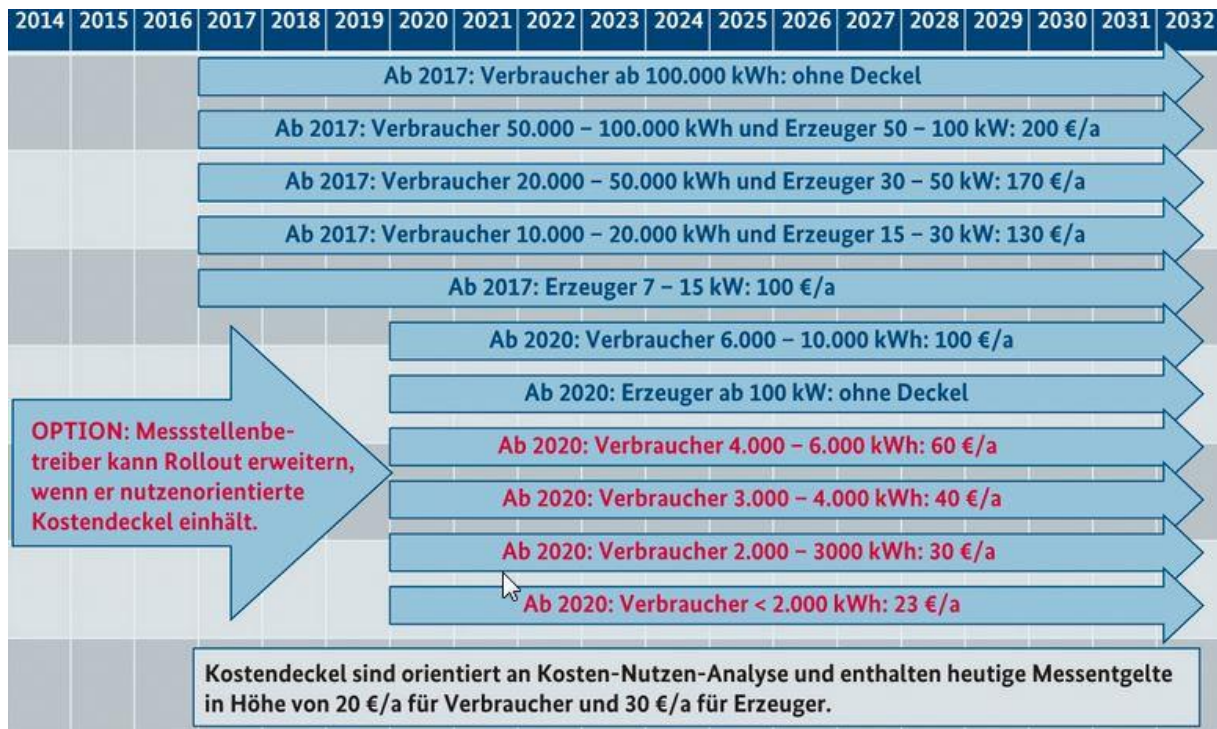 2014 2015 2016 2017 2018 2019 2020 2021 2022 2023 2024 2025 2026 2027 2028 2029 2030 2031 2032
Ab 2017: Verbraucher ab 100.000 kWh: ohne Deckel
Ab 2017: Verbraucher 50.000 – 100.000 kWh und Erzeuger 50 – 100 kW: 200 €/a
Ab 2017: Verbraucher 20.000 – 50.000 kWh und Erzeuger 30 – 50 kW: 170 €/a
Ab 2017: Verbraucher 10.000 – 20.000 kWh und Erzeuger 15 – 30 kW: 130 €/a
Ab 2017: Erzeuger 7 – 15 kW: 100 €/a
Ab 2020: Verbraucher 6.000 – 10.000 kWh: 100 €/a
Ab 2020: Erzeuger ab 100 kW: ohne Deckel
OPTION: Messstellenbe-
treiber kann Rollout erweitern,
wenn er nutzenorientierte
Kostendeckel einhält.
Ab 2020: Verbraucher 4.000 – 6.000 kWh: 60 €/a
Ab 2020: Verbraucher 3.000 – 4.000 kWh: 40 €/a
Ab 2020: Verbraucher 2.000 – 3000 kWh: 30 €/a
Ab 2020: Verbraucher < 2.000 kWh: 23 €/a
Kostendeckel sind orientiert an Kosten-Nutzen-Analyse und enthalten heutige Messentgelte
in Höhe von 20 €/a für Verbraucher und 30 €/a für Erzeuger.